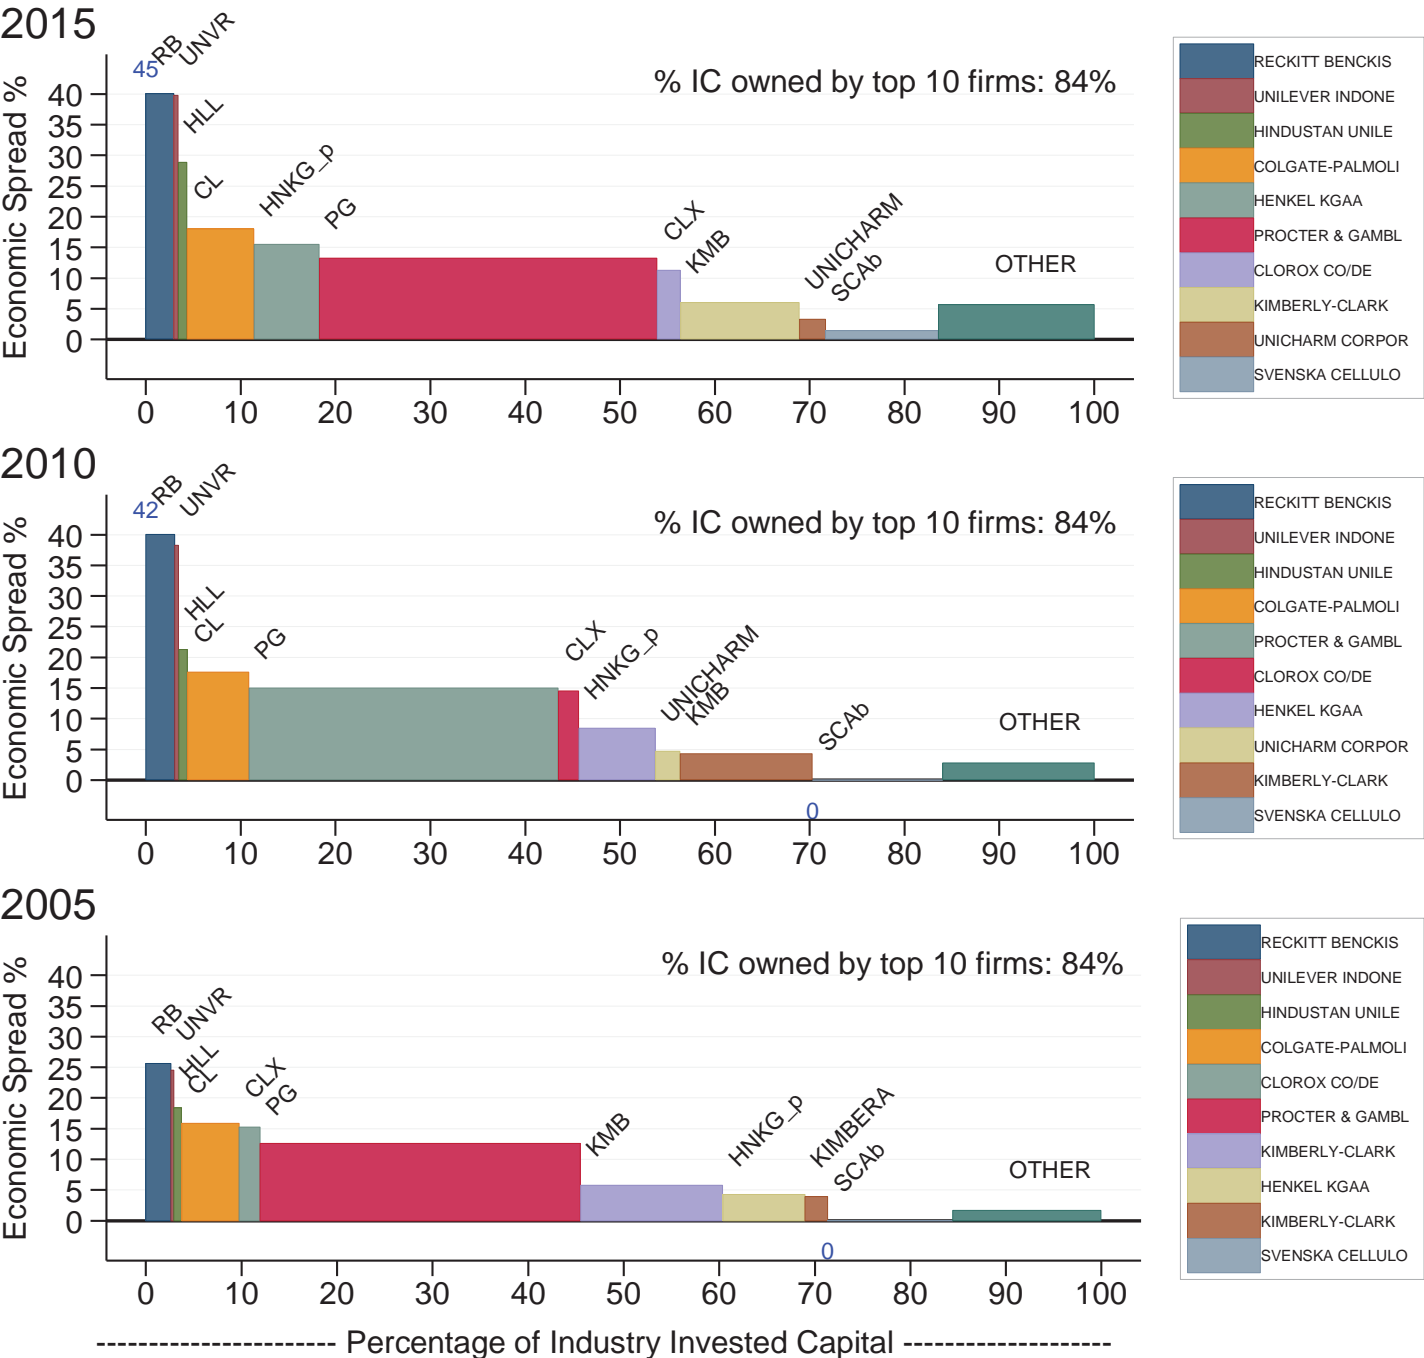 2015
Economic Spread %
40
35
30
25
20
15
10
5
0
45
RB
UNVR
HLL
CL
HNKG_p
PG
CLX
KMB
UNICHARM
SCAb
OTHER
% IC owned by top 10 firms: 84%
0 10 20 30 40 50 60 70 80 90 100
RECKITT BENCKIS
UNILEVER INDONE
HINDUSTAN UNILE
COLGATE-PALMOLI
HENKEL KGAA
PROCTER & GAMBL
CLOROX CO/DE
KIMBERLY-CLARK
UNICHARM CORPOR
SVENSKA CELLULO
2010
Economic Spread %
40
35
30
25
20
15
10
5
0
42
RB
UNVR
HLL
CL
PG
CLX
HNKG_p
UNICHARM
KMB
SCAb
OTHER
0
% IC owned by top 10 firms: 84%
0 10 20 30 40 50 60 70 80 90 100
RECKITT BENCKIS
UNILEVER INDONE
HINDUSTAN UNILE
COLGATE-PALMOLI
PROCTER & GAMBL
CLOROX CO/DE
HENKEL KGAA
UNICHARM CORPOR
KIMBERLY-CLARK
SVENSKA CELLULO
2005
Economic Spread %
40
35
30
25
20
15
10
5
0
RB
UNVR
HLL
CL
CLX
PG
KMB
HNKG_p
KIMBERA
SCAb
OTHER
0
% IC owned by top 10 firms: 84%
0 10 20 30 40 50 60 70 80 90 100
RECKITT BENCKIS
UNILEVER INDONE
HINDUSTAN UNILE
COLGATE-PALMOLI
CLOROX CO/DE
PROCTER & GAMBL
KIMBERLY-CLARK
HENKEL KGAA
KIMBERLY-CLARK
SVENSKA CELLULO
Percentage of Industry Invested Capital